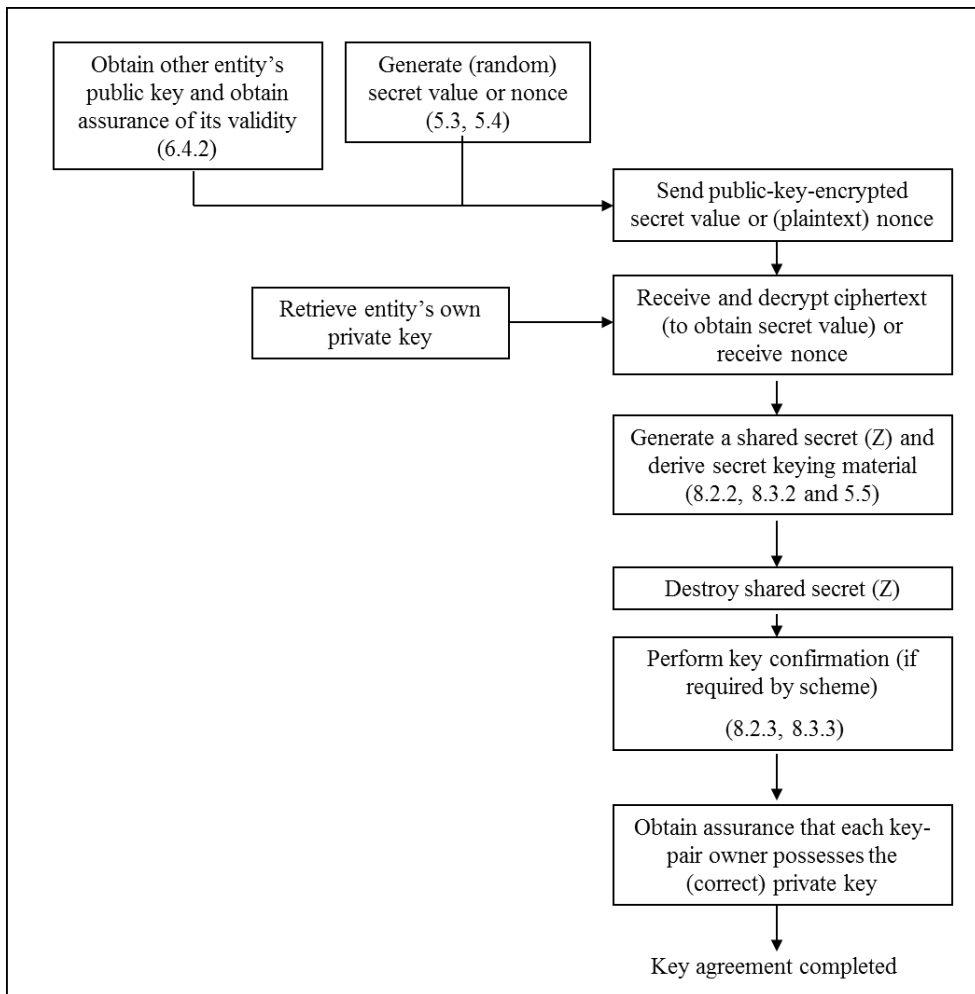 Obtain other entity's
public key and obtain
assurance of its validity
(6.4.2)
Generate (random)
secret value or nonce
(5.3, 5.4)
Send public-key-encrypted
secret value or (plaintext) nonce
Retrieve entity's own
private key
Receive and decrypt ciphertext
(to obtain secret value) or
receive nonce
Generate a shared secret (Z) and
derive secret keying material
(8.2.2, 8.3.2 and 5.5)
Destroy shared secret (Z)
Perform key confirmation (if
required by scheme)
(8.2.3, 8.3.3)
Obtain assurance that each key-
pair owner possesses the
(correct) private key
Key agreement completed